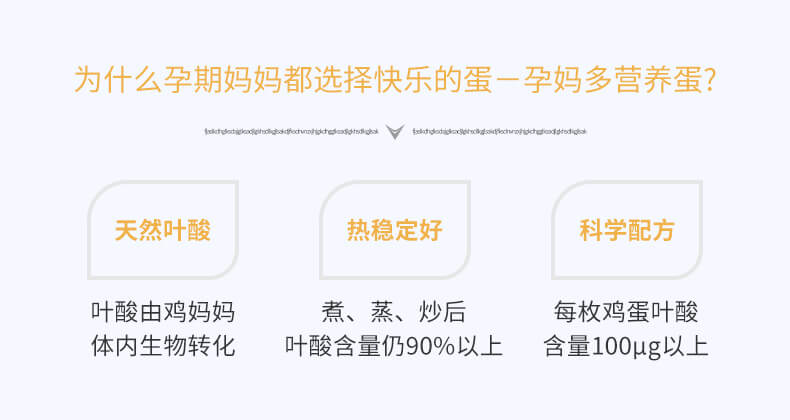 为什么孕期妈妈都选择快乐的蛋－孕妈多营养蛋?
天然叶酸
叶酸由鸡妈妈
体内生物转化
热稳定好
煮、蒸、炒后
叶酸含量仍90%以上
科学配方
每枚鸡蛋叶酸
含量100μg以上